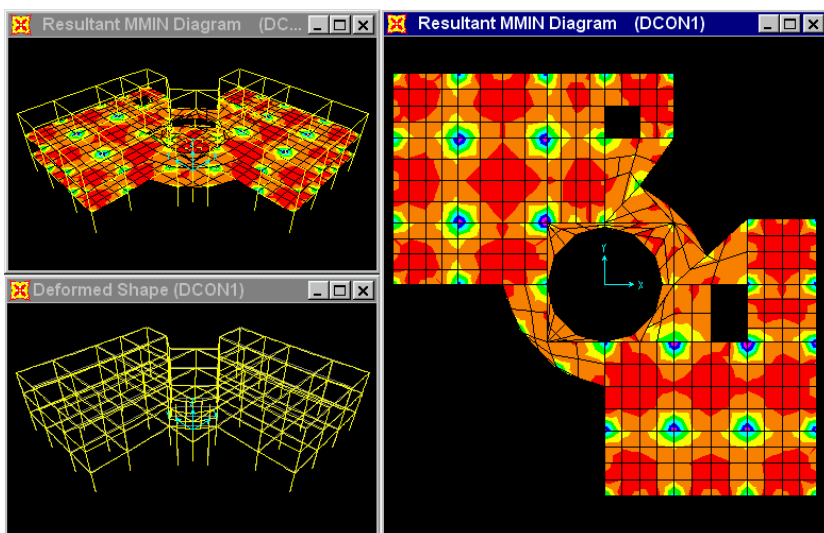 Resultant MMIN Diagram (DC...
Deformed Shape (DCON1)
Resultant MMIN Diagram (DCON1)
Y
X